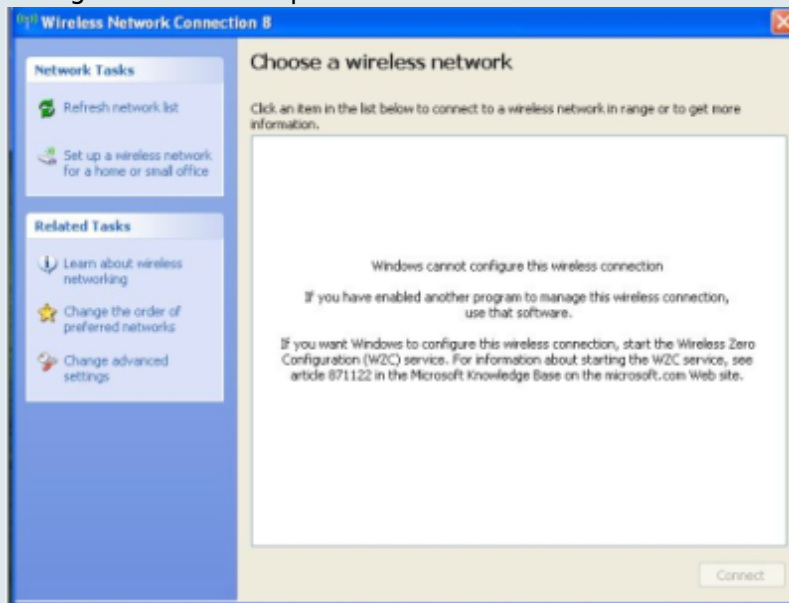 Wireless Network Connection 8
Network Tasks
Refresh network list
Set up a wireless network
for a home or small office
Related Tasks
Learn about wireless
networking
Change the order of
preferred networks
Change advanced
settings
Choose a wireless network
Click an item in the list below to connect to a wireless network in range or to get more
information.
Windows cannot configure this wireless connection
If you have enabled another program to manage this wireless connection,
use that software.
If you want Windows to configure this wireless connection, start the Wireless Zero
Configuration (WZC) service. For information about starting the WZC service, see
article 871122 in the Microsoft Knowledge Base on the microsoft.com Web site.
Connect